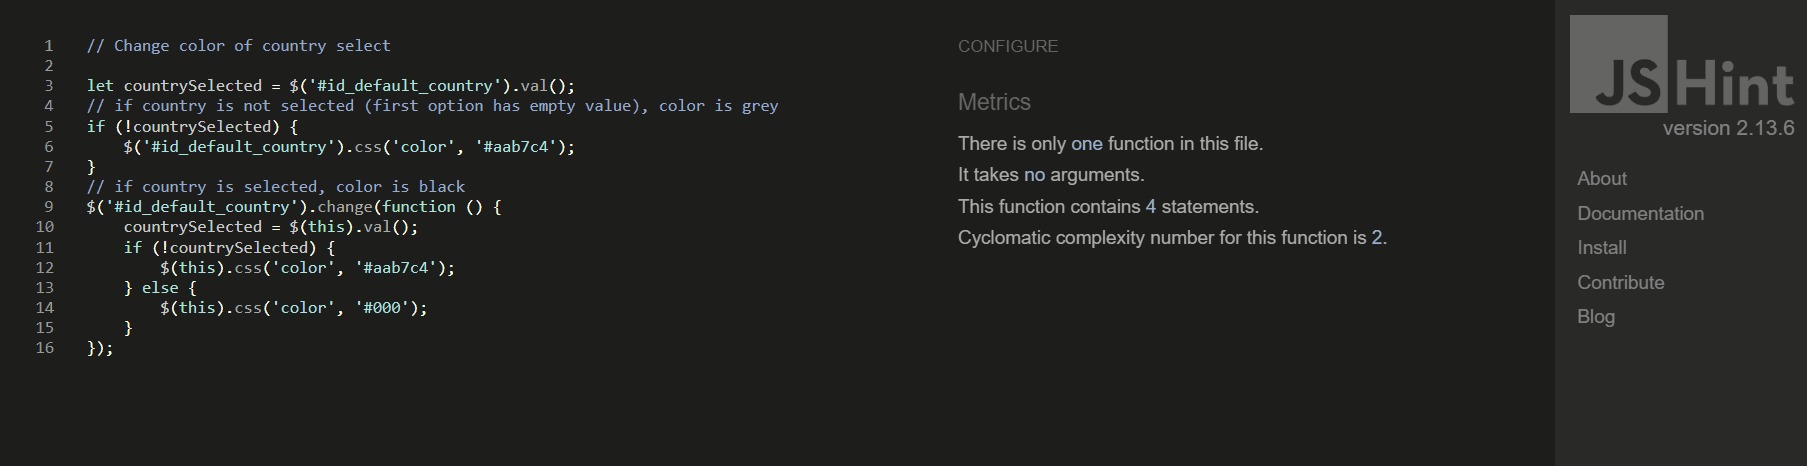 1 // Change color of country select
2
3 let countrySelected = $('#id_default_country').val();
4 // if country is not selected (first option has empty value), color is grey
5 if (!countrySelected) {
6     $('#id_default_country').css('color', '#aab7c4');
7 }
8 // if country is selected, color is black
9 $('#id_default_country').change(function () {
10     countrySelected = $(this).val();
11     if (!countrySelected) {
12         $(this).css('color', '#aab7c4');
13     } else {
14         $(this).css('color', '#000');
15     }
16 });
CONFIGURE
Metrics
There is only one function in this file.
It takes no arguments.
This function contains 4 statements.
Cyclomatic complexity number for this function is 2.
JSHint
version 2.13.6
About
Documentation
Install
Contribute
Blog